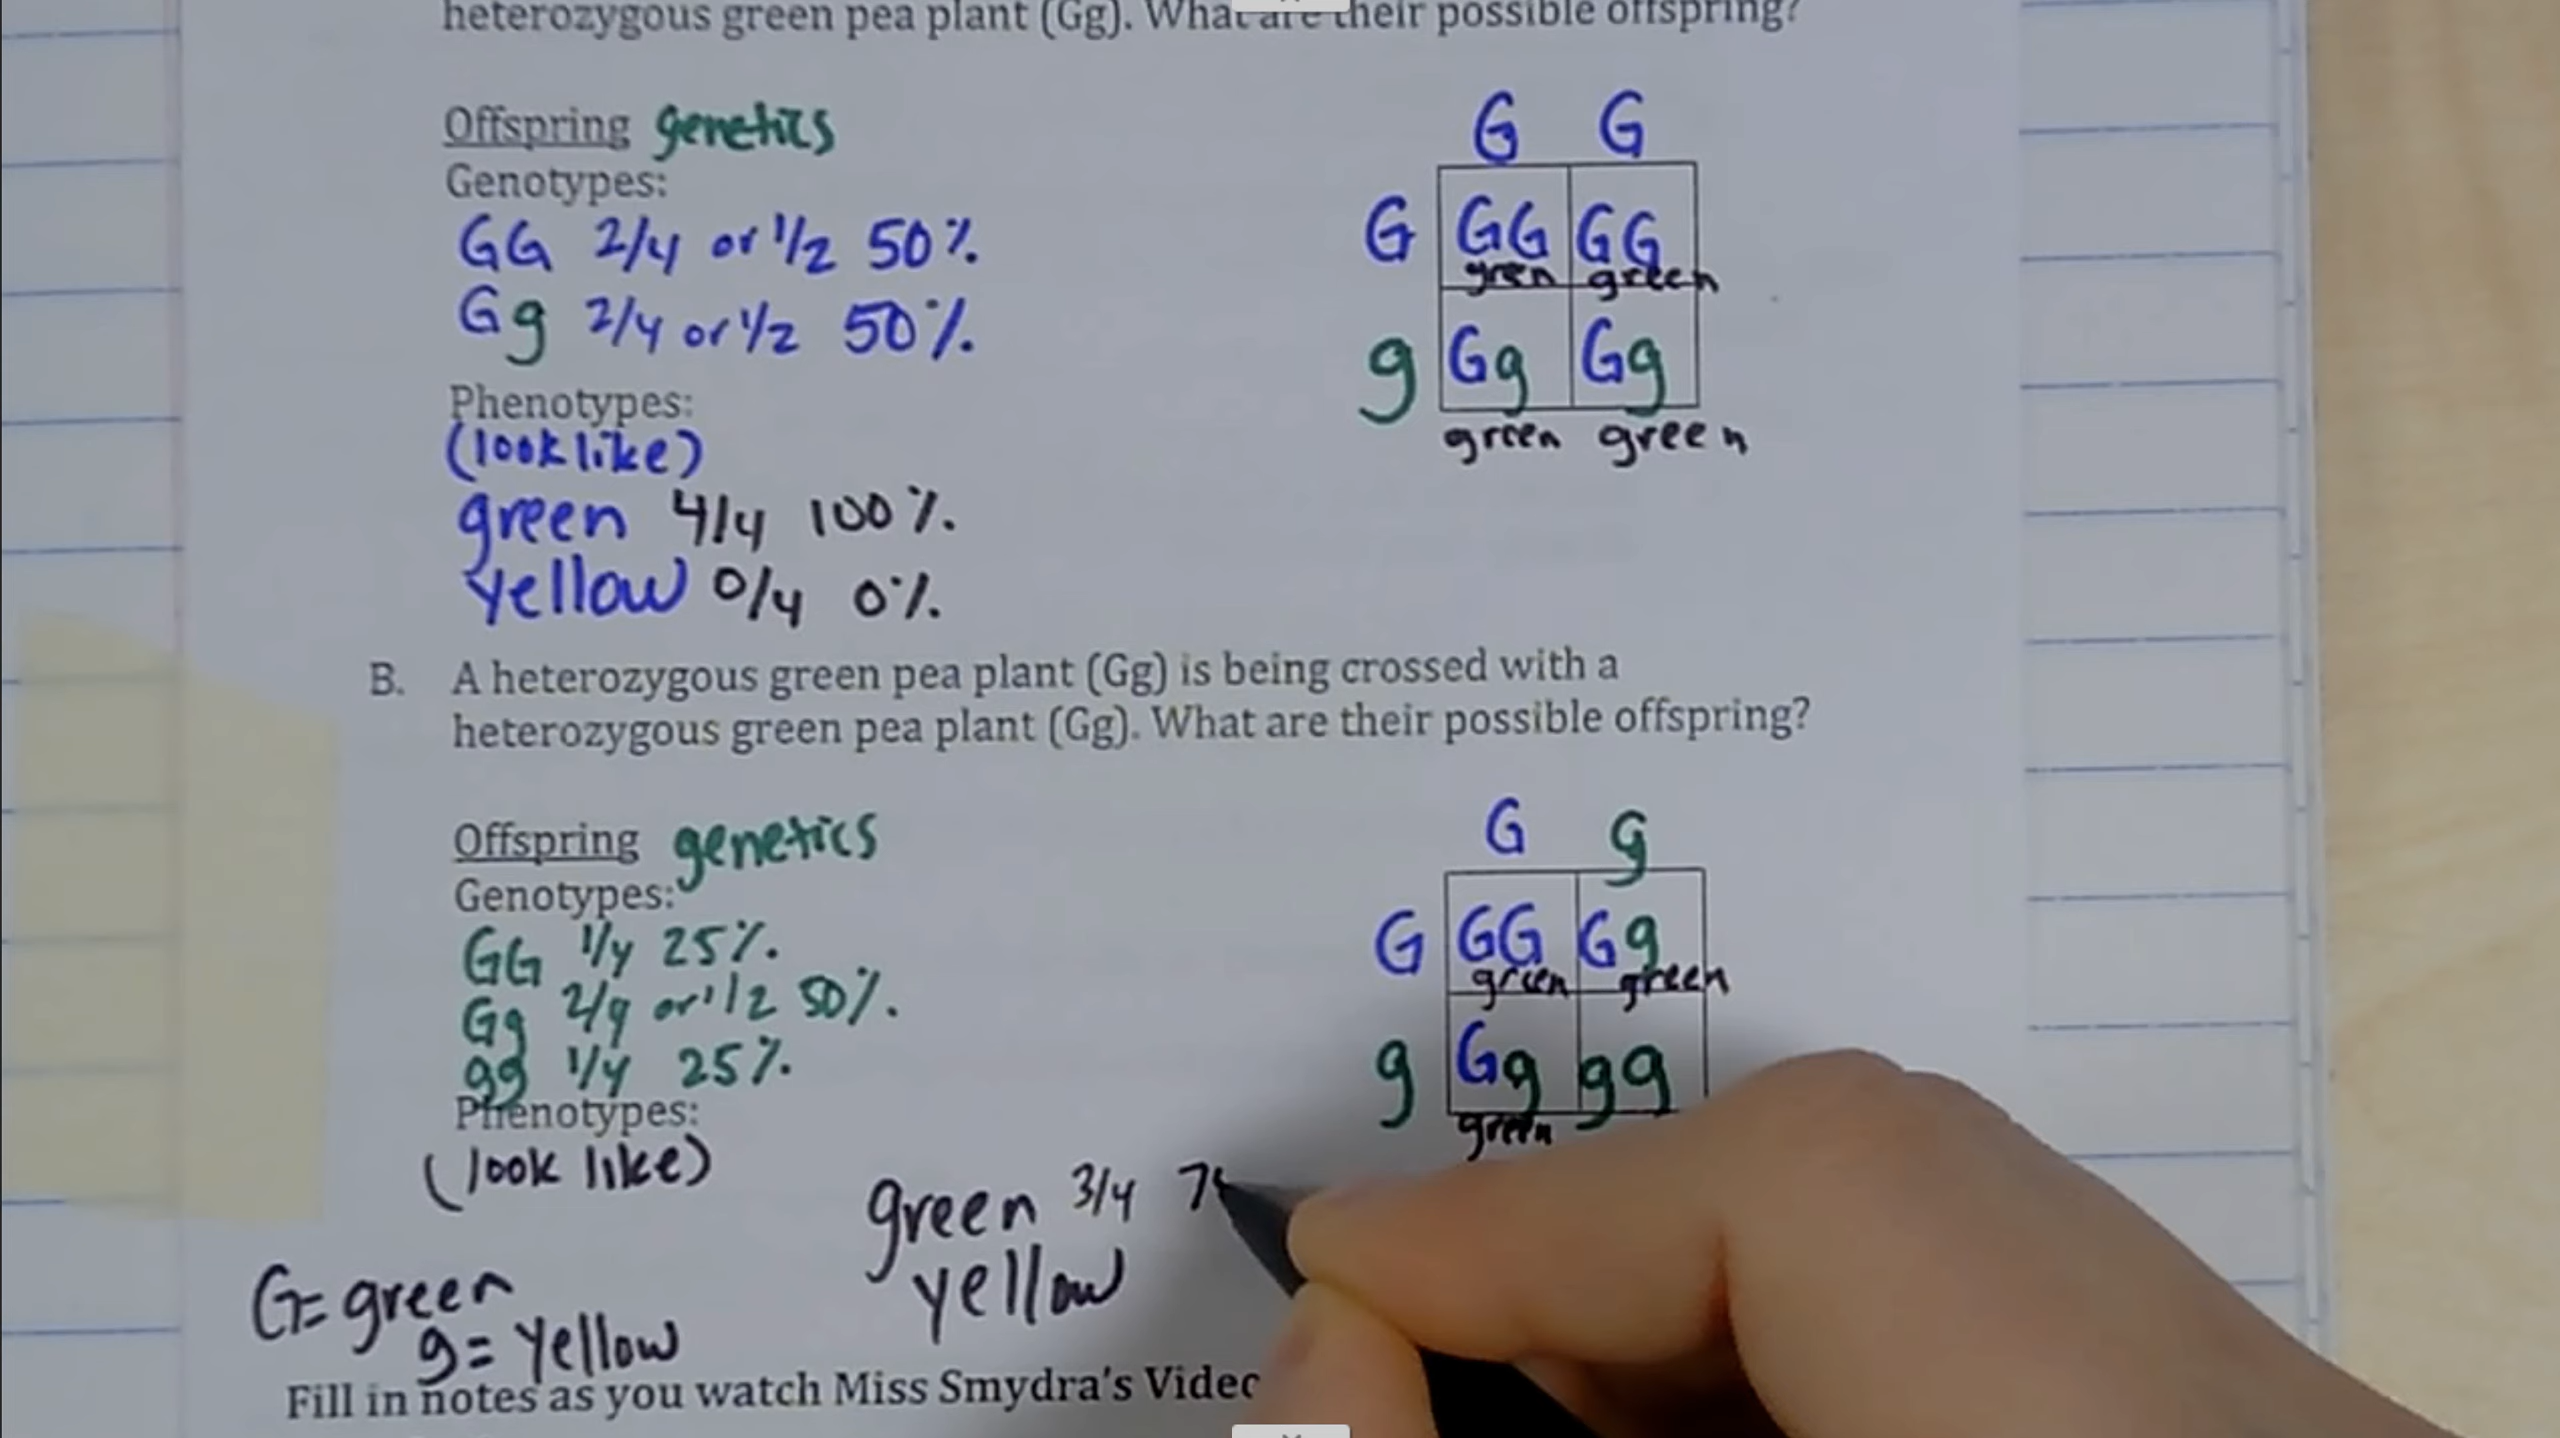 heterozygous green pea plant (Gg). What are their possible offspring?
Offspring genetics
Genotypes:
GG 2/4 or 1/2 50%
Gg 2/4 or 1/2 50%
Phenotypes:
(look like)
green 4/4 100%
yellow 0/4 0%
G G
G GG GG
gren green
g Gg Gg
green green
B. A heterozygous green pea plant (Gg) is being crossed with a
heterozygous green pea plant (Gg). What are their possible offspring?
Offspring genetics
Genotypes:
GG 1/4 25%
Gg 2/4 or 1/2 50%
gg 1/4 25%
Phenotypes:
(look like)
green 3/4 7
yellow
G g
G GG Gg
green green
g Gg gg
green
G= green
g= yellow
Fill in notes as you watch Miss Smydra's